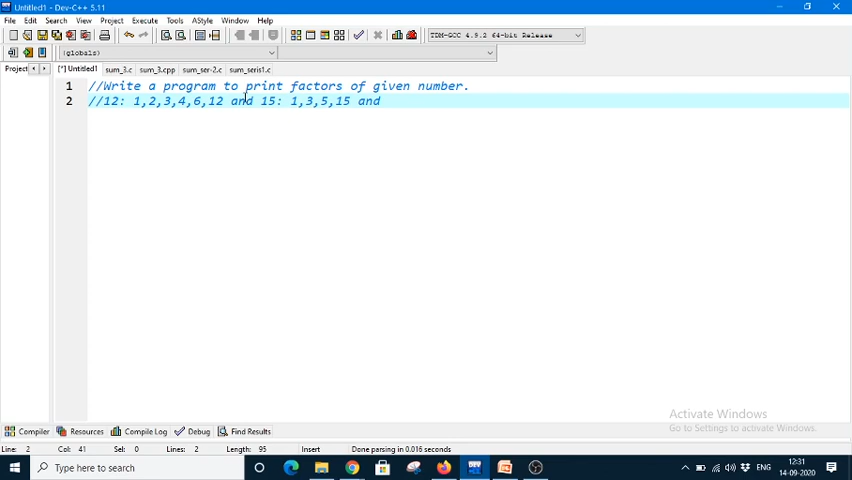 Untitled1 - Dev-C++ 5.11
File Edit Search View Project Execute Tools AStyle Window Help
TDM-GCC 4.9.2 64-bit Release
(globals)
Project [*] Untitled1 sum_3.c sum_3.cpp sum_ser-2.c sum_seris1.c
1 //Write a program to print factors of given number.
2 //12: 1,2,3,4,6,12 and 15: 1,3,5,15 and
Activate Windows
Go to Settings to activate Windows.
Compiler Resources Compile Log Debug Find Results
Line: 2 Col: 41 Sel: 0 Lines: 2 Length: 95 Insert Done parsing in 0.016 seconds
Type here to search
ENG
12:31
14-09-2020